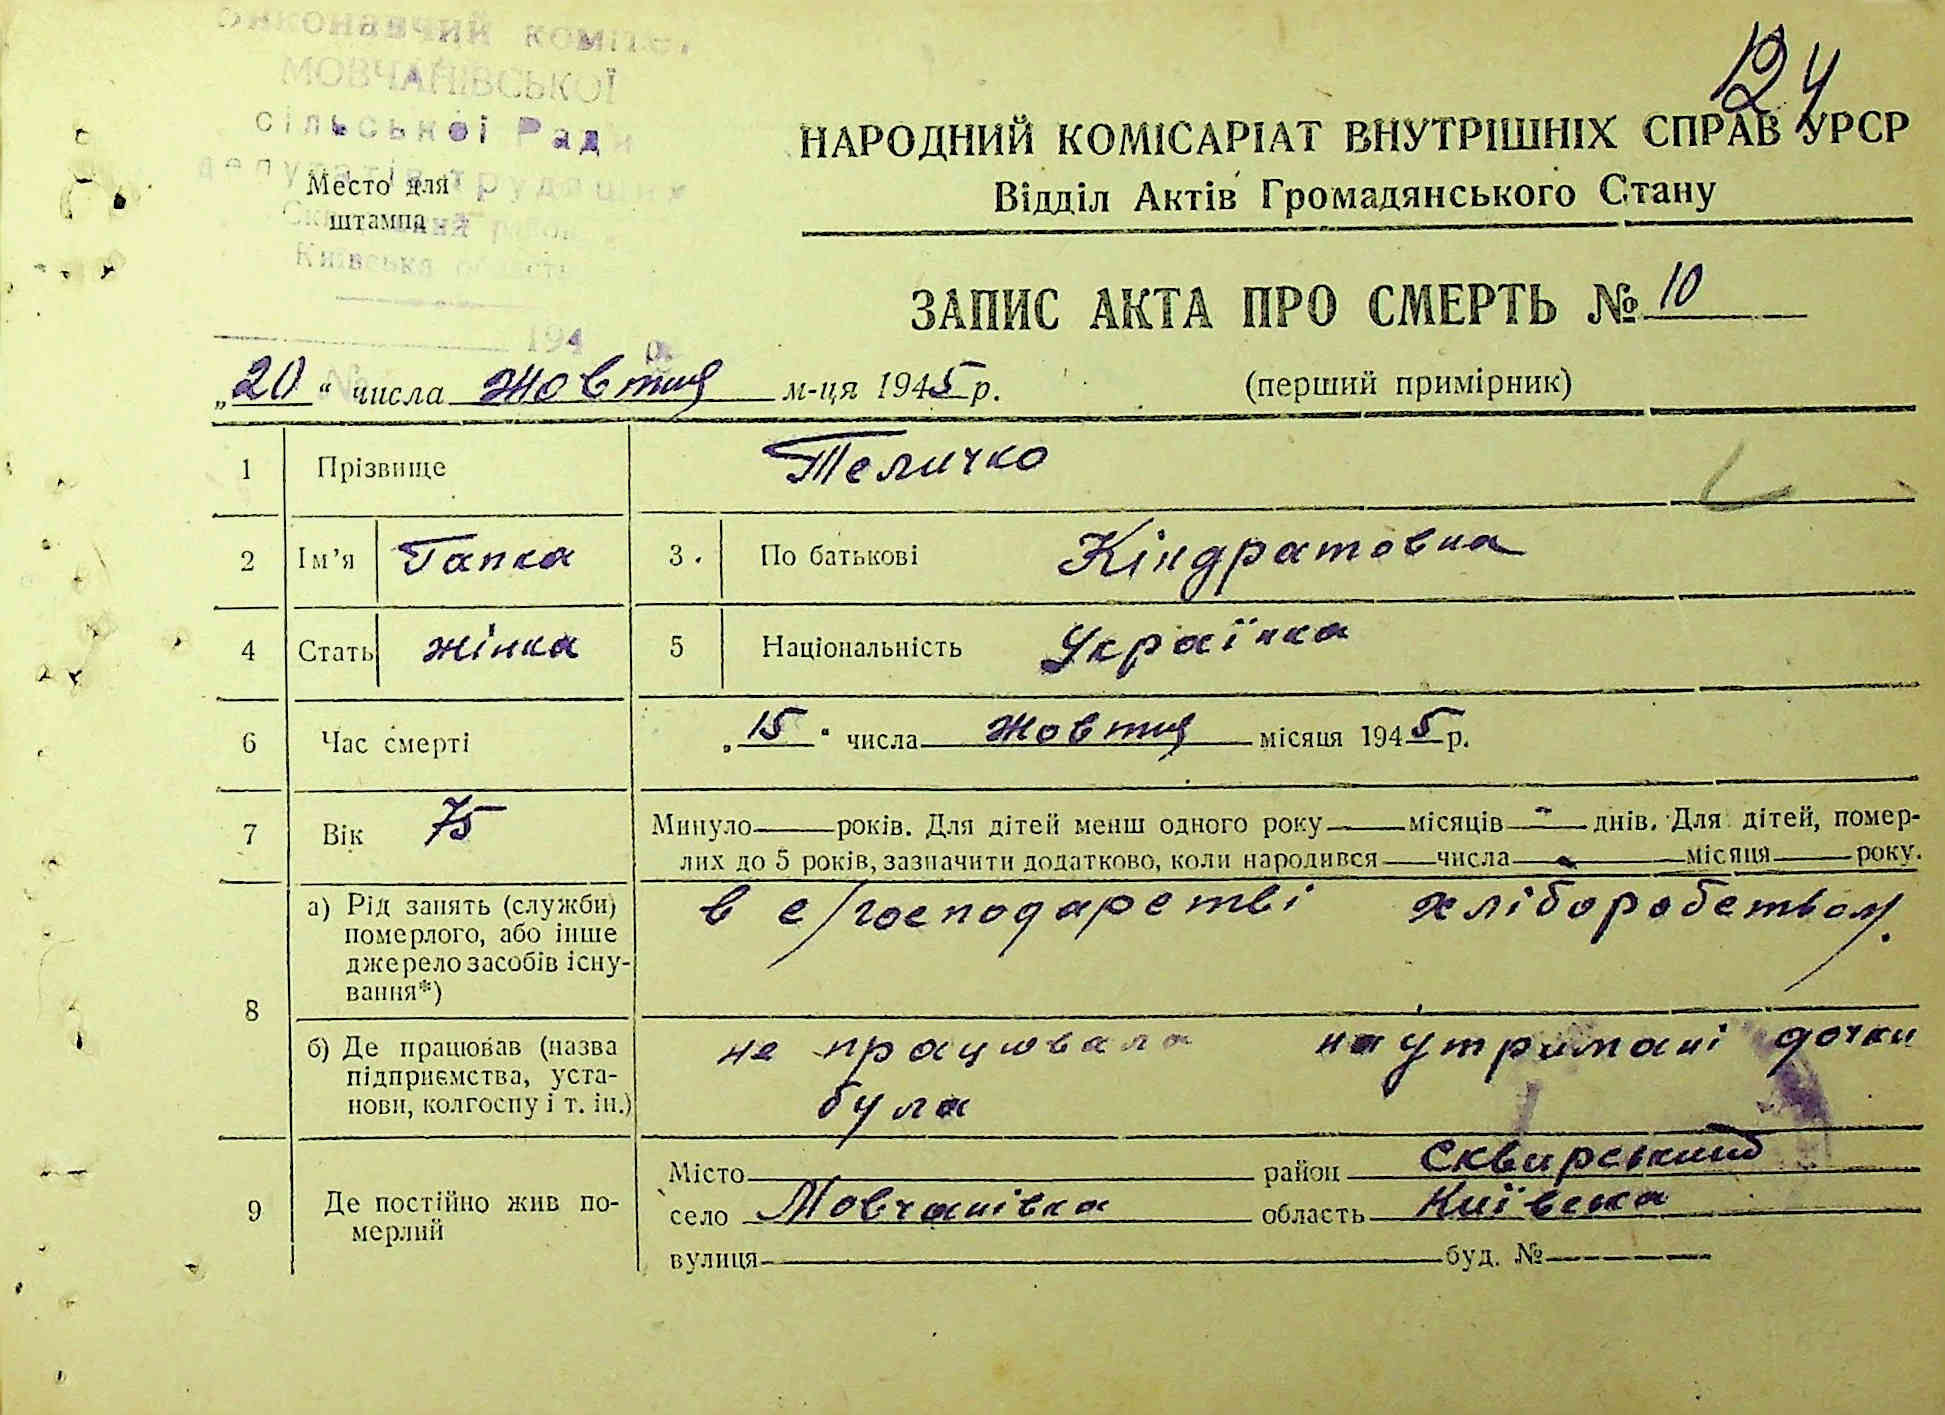 Виконавчий коміте.
МОВЧАНІВСЬКОЇ
сільської Ради
депутатів трудящих
район
Київська області
194 р.
Место для
штампа
124
НАРОДНИЙ КОМІСАРІАТ ВНУТРІШНІХ СПРАВ УРСР
Відділ Актів Громадянського Стану
ЗАПИС АКТА ПРО СМЕРТЬ № 10
„20“ числа Жовтня м-ця 1945 р.
(перший примірник)
1 Прізвище Теличко
2 Ім'я Гапка 3. По батькові Кіндратовна
4 Стать жінка 5 Національність Українка
6 Час смерті „15“ числа Жовтня місяця 1945 р.
7 Вік 75 Минуло — років. Для дітей менш одного року — місяців - днів. Для дітей, помер-
лих до 5 років, зазначити додатково, коли народився — числа — місяця — року.
8 а) Рід занять (служби) померлого, або інше джерело засобів існу-вання*) в с/господарстві хліборобством.
б) Де працював (назва підприємства, уста-нови, колгоспу і т. ін.) не працювала на утримані дочки
була
9 Де постійно жив по-мерлий
Місто район Сквирський
село Мовчанівка область Київська
вулиця буд. №